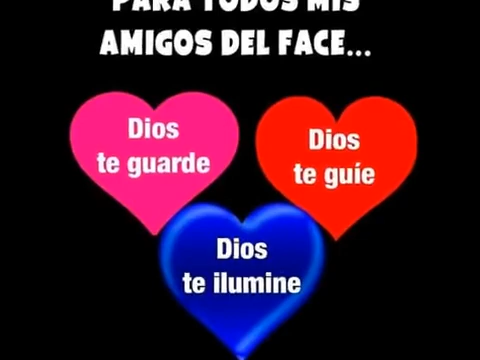 PARA TODOS MIS
AMIGOS DEL FACE...
Dios
te guarde
Dios
te guíe
Dios
te ilumine